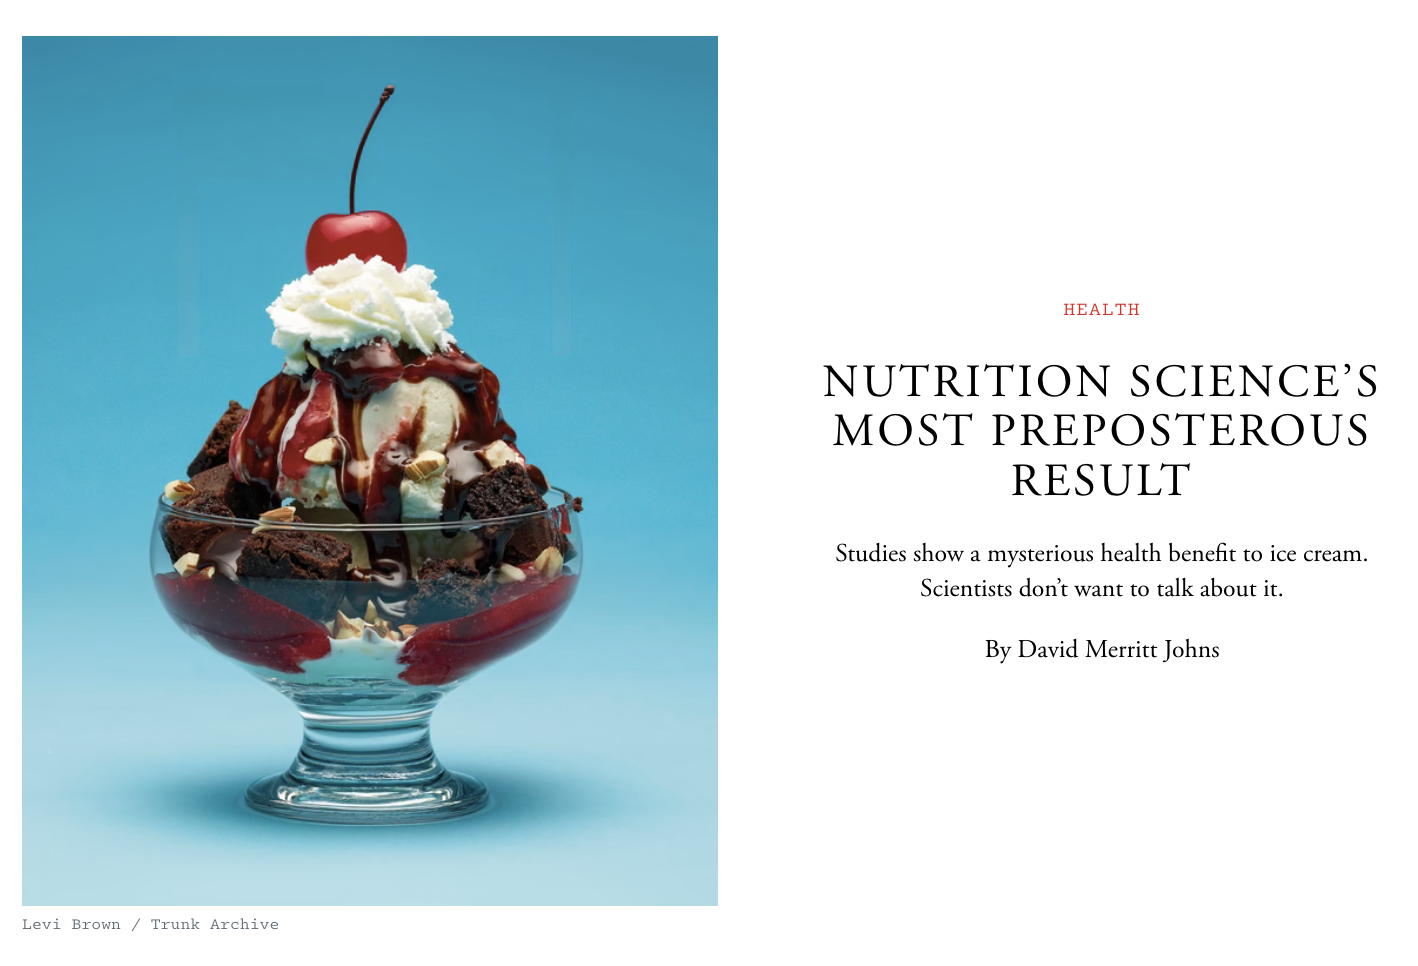 HEALTH
NUTRITION SCIENCE’S
MOST PREPOSTEROUS
RESULT
Studies show a mysterious health benefit to ice cream.
Scientists don’t want to talk about it.
By David Merritt Johns
Levi Brown / Trunk Archive